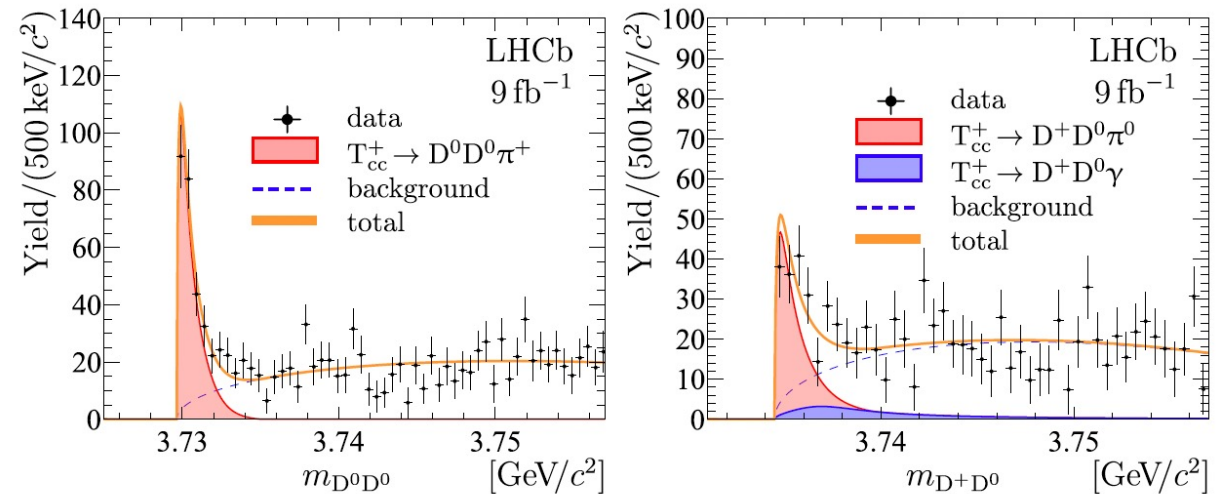 140
120
100
80
60
40
20
0
Yield/(500 keV/c²)
LHCb
9 fb⁻¹
data
T⁺cc → D⁰D⁰π⁺
background
total
3.73 3.74 3.75
m D⁰D⁰ [GeV/c²]
100
90
80
70
60
50
40
30
20
10
0
Yield/(500 keV/c²)
LHCb
9 fb⁻¹
data
T⁺cc → D⁺D⁰π⁰
T⁺cc → D⁺D⁰γ
background
total
3.74 3.75
m D⁺D⁰ [GeV/c²]